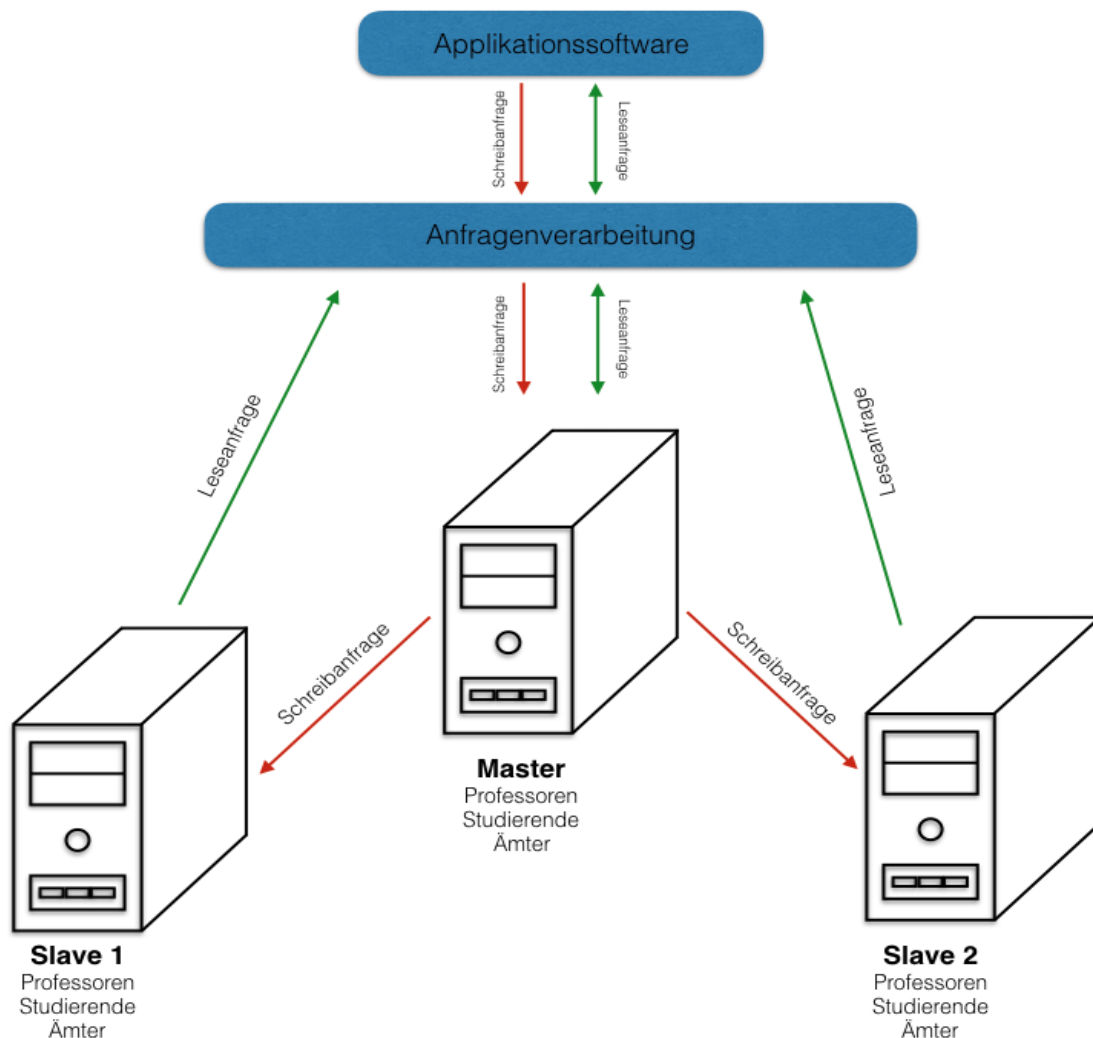 Applikationssoftware
Schreibanfrage
Leseanfrage
Anfragenverarbeitung
Schreibanfrage
Leseanfrage
Leseanfrage
Leseanfrage
Schreibanfrage
Schreibanfrage
Master
Professoren
Studierende
Ämter
Slave 1
Professoren
Studierende
Ämter
Slave 2
Professoren
Studierende
Ämter